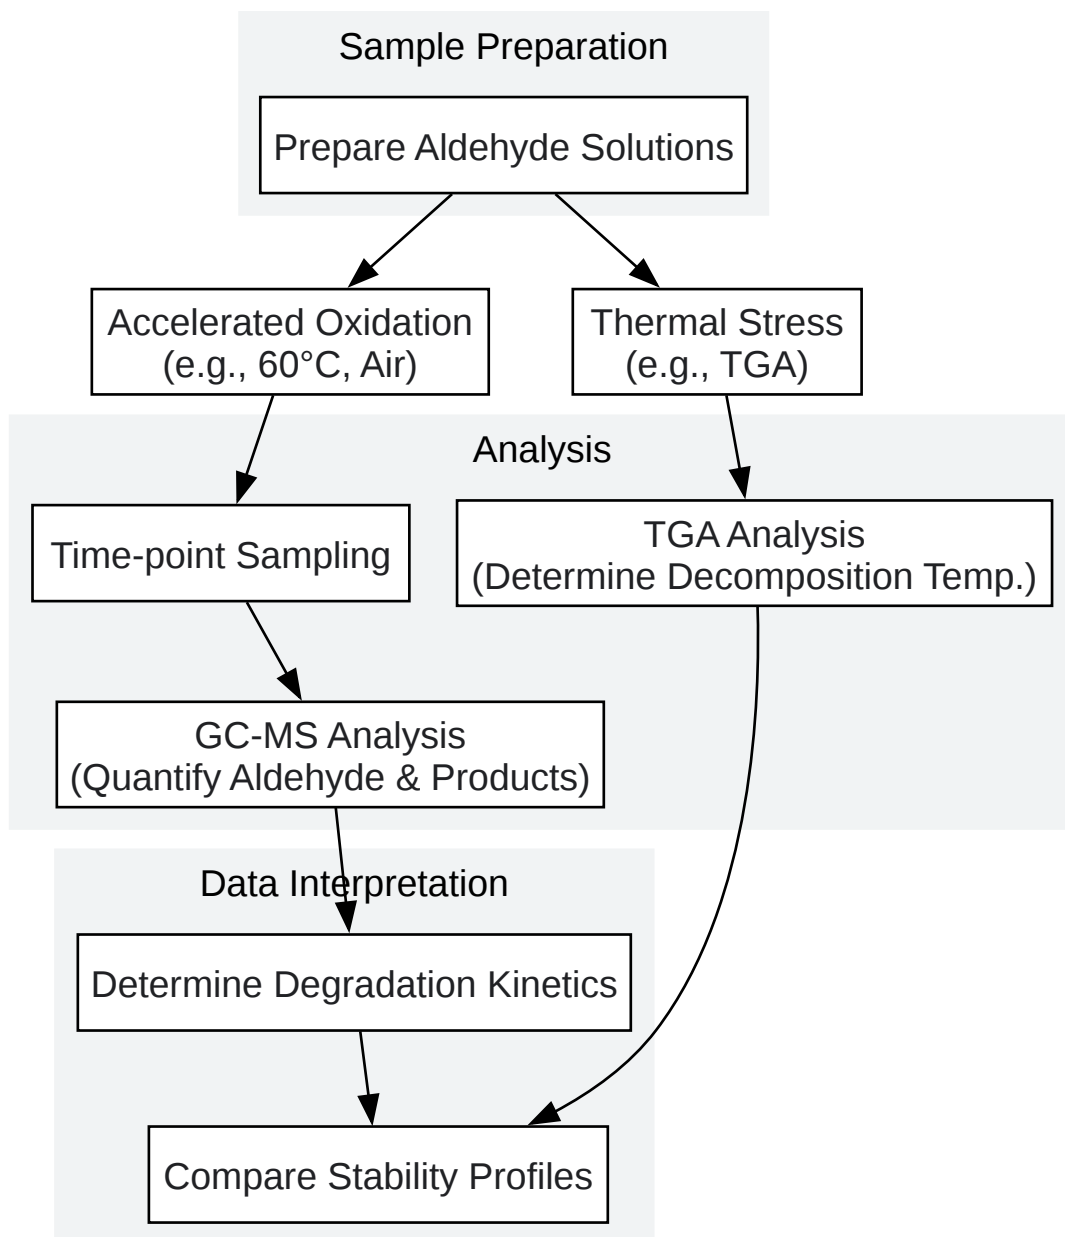 Sample Preparation
Prepare Aldehyde Solutions
Accelerated Oxidation
(e.g., 60°C, Air)
Thermal Stress
(e.g., TGA)
Analysis
Time-point Sampling
TGA Analysis
(Determine Decomposition Temp.)
GC-MS Analysis
(Quantify Aldehyde & Products)
Data Interpretation
Determine Degradation Kinetics
Compare Stability Profiles